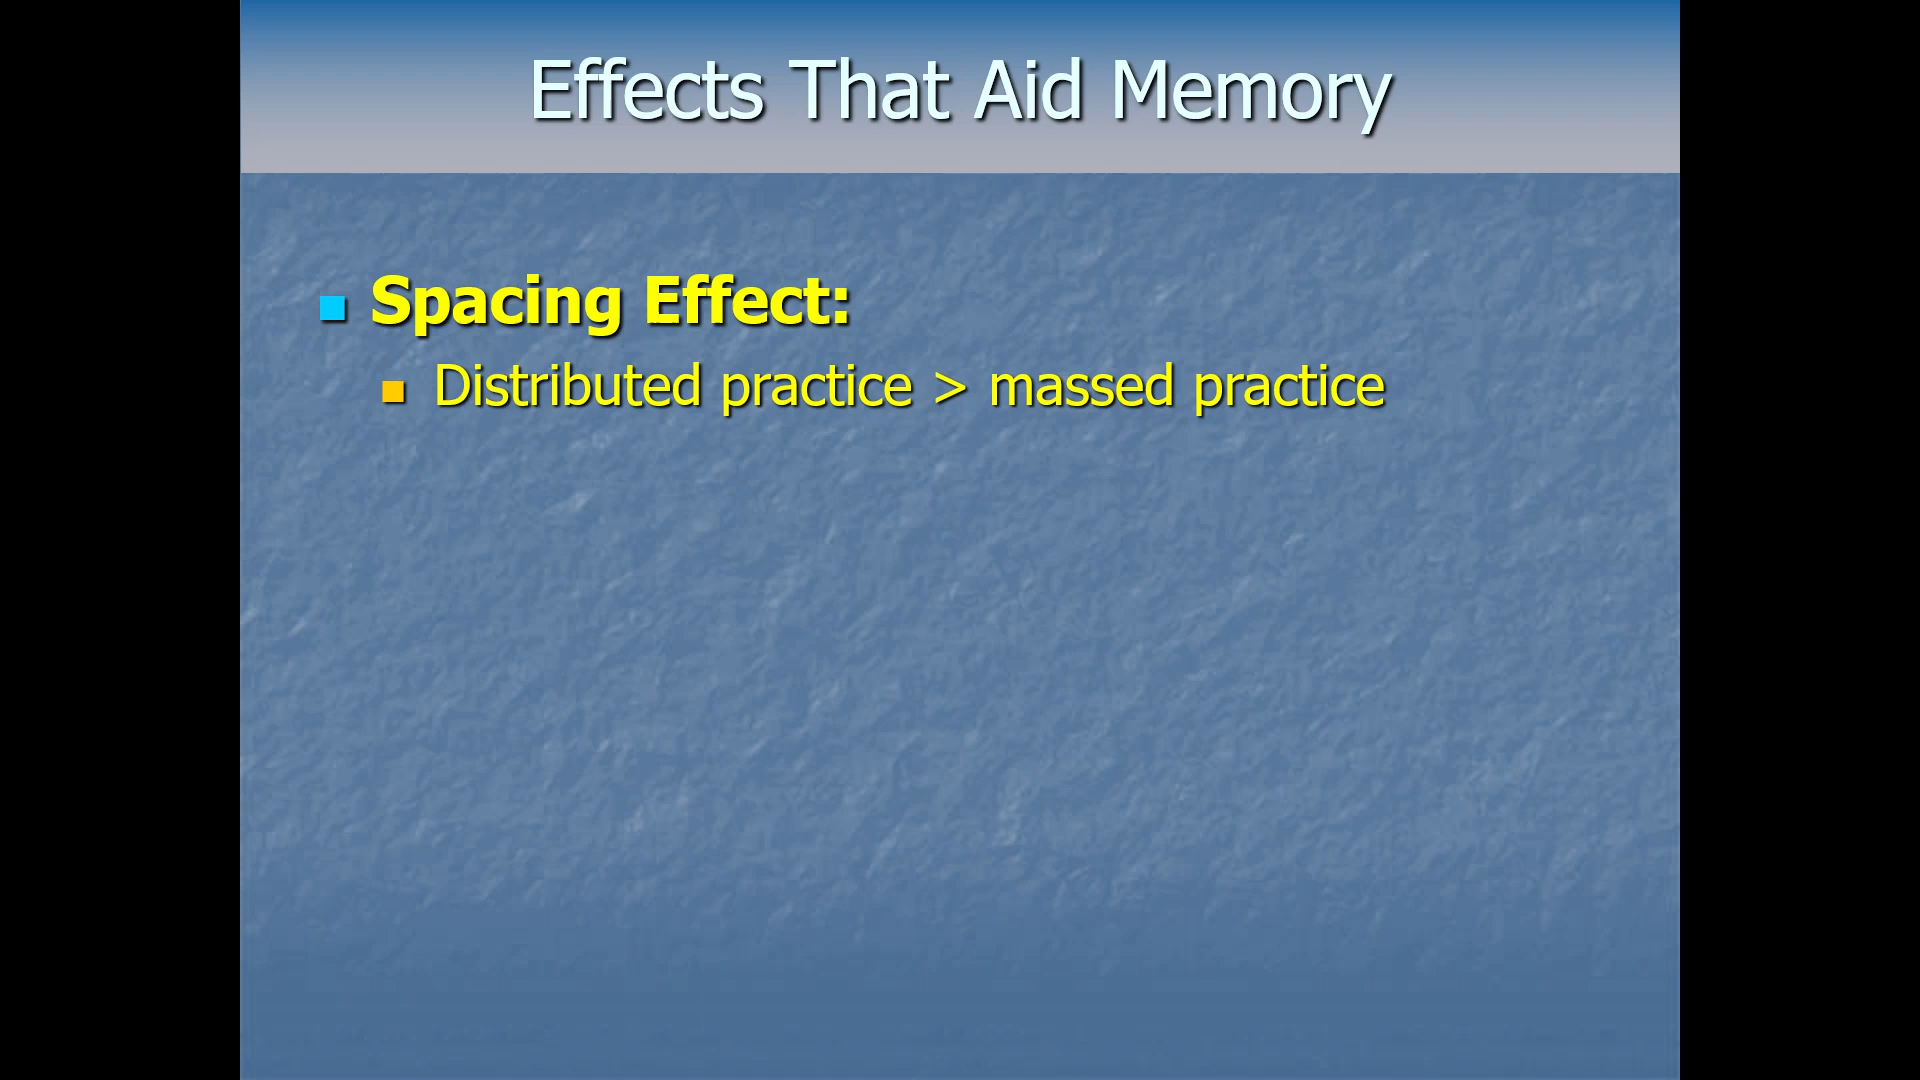 Effects That Aid Memory
Spacing Effect:
Distributed practice > massed practice